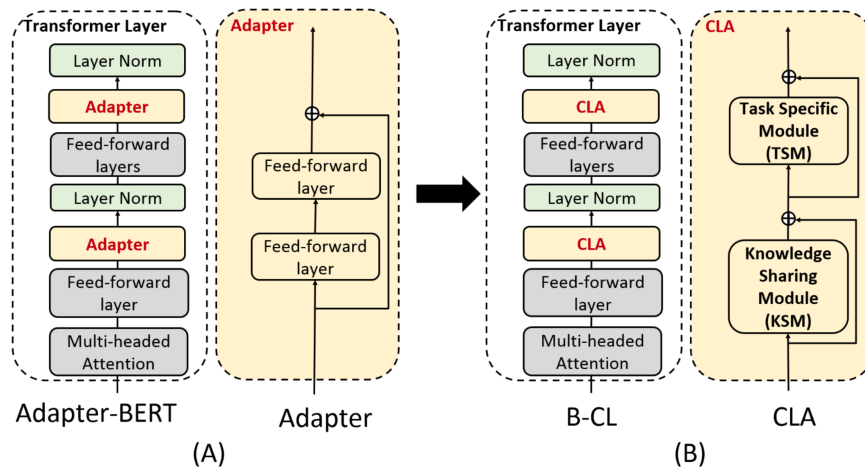 Transformer Layer
Layer Norm
Adapter
Feed-forward
layers
Layer Norm
Adapter
Feed-forward
layer
Multi-headed
Attention
Adapter-BERT
Adapter
Feed-forward
layer
Feed-forward
layer
Adapter
(A)
Transformer Layer
Layer Norm
CLA
Feed-forward
layers
Layer Norm
CLA
Feed-forward
layer
Multi-headed
Attention
B-CL
CLA
Task Specific
Module
(TSM)
Knowledge
Sharing
Module
(KSM)
CLA
(B)